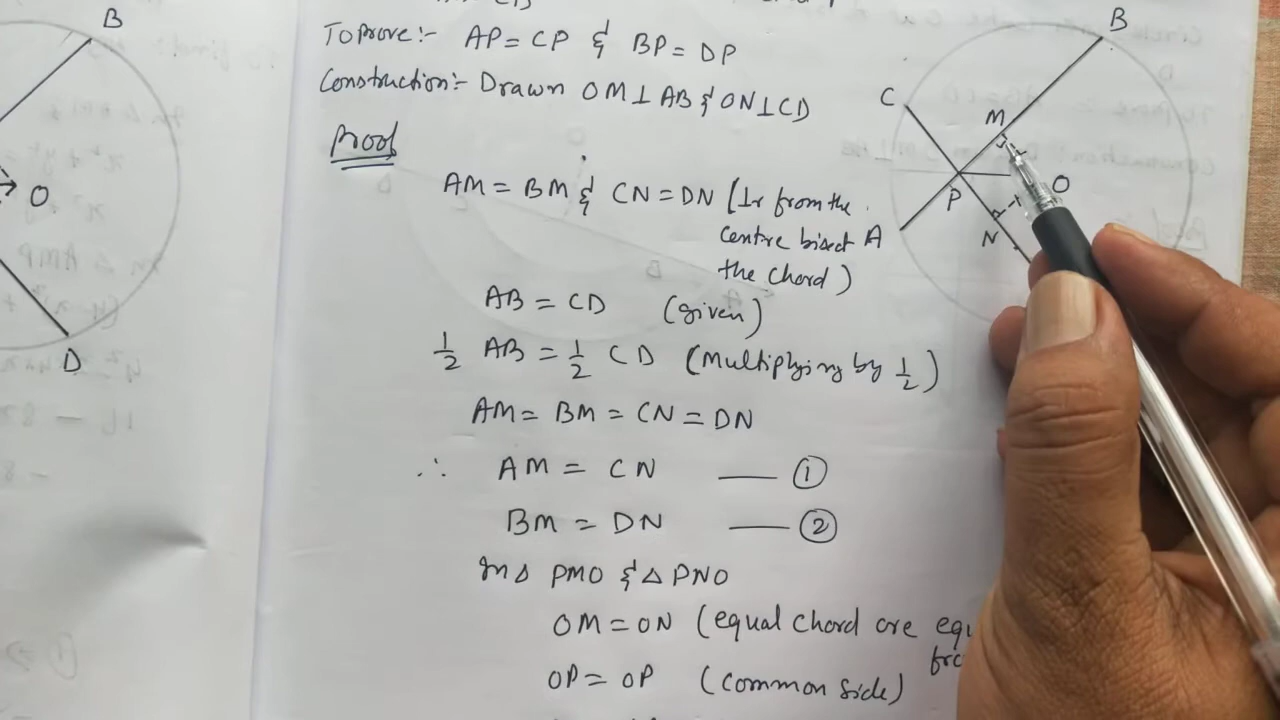 To prove:- AP = CP & BP = DP
Construction:- Drawn OM ⊥ AB & ON ⊥ CD
Proof
AM = BM & CN = DN [⊥r from the
centre bisect
the chord)
AB = CD (given)
1/2 AB = 1/2 CD (Multiplying by 1/2)
AM = BM = CN = DN
∴ AM = CN —— ①
BM = DN —— ②
In Δ PMO & Δ PNO
OM = ON (equal chord are
OP = OP (common side)
B
O
D
B
C
M
P
O
A
N